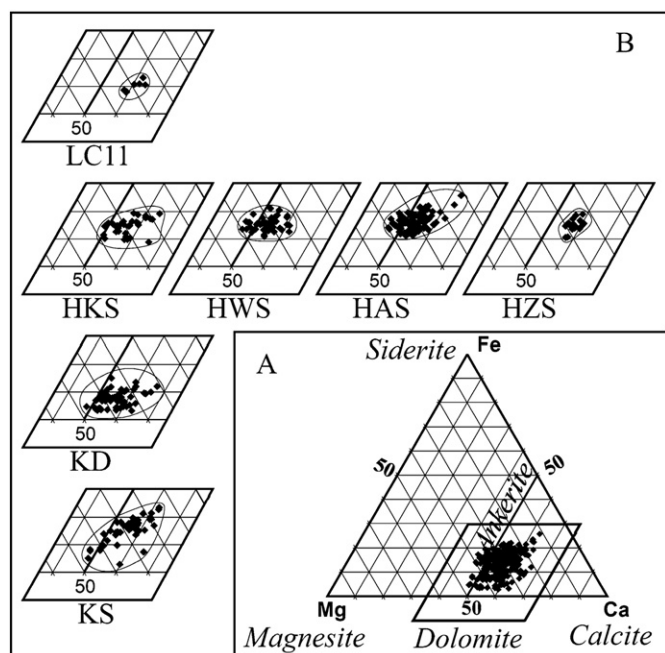 B
50
LC11
50
50
50
50
HKS
HWS
HAS
HZS
50
KD
50
KS
A
Siderite Fe
50
50
Ankerite
50
Mg
Ca
Magnesite
Dolomite
Calcite